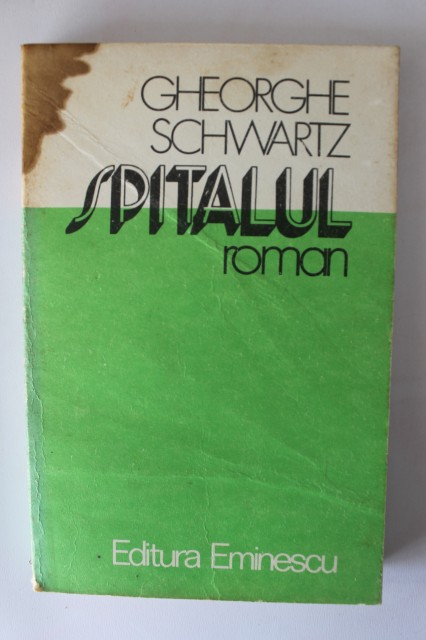 GHEORGHE
SCHWARTZ
SPITALUL
roman
Editura Eminescu